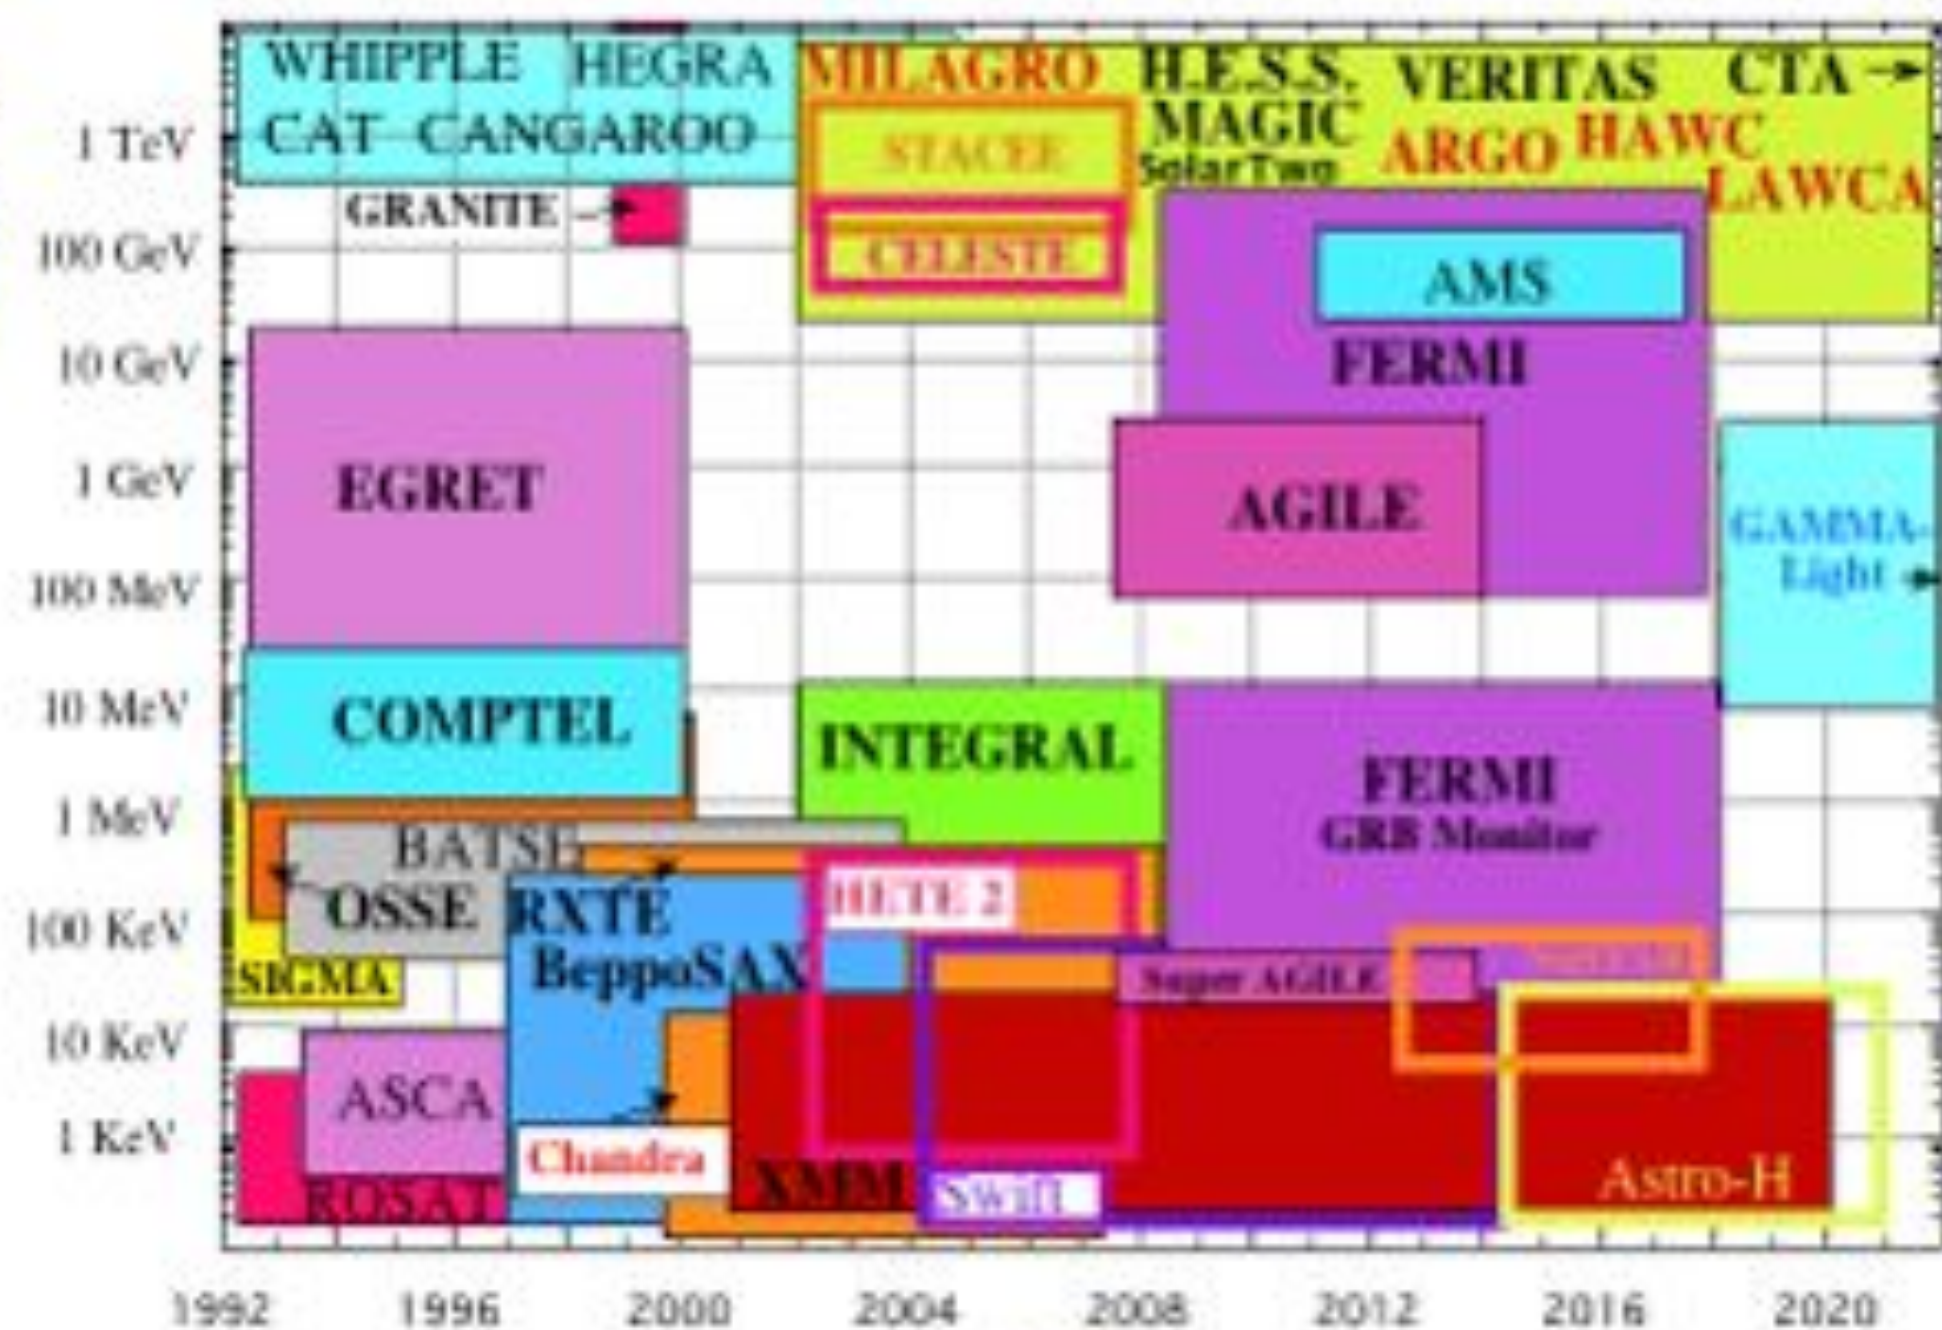 WHIPPLE HEGRA
CAT CANGAROO
MILAGRO
STACEE
CELESTE
H.E.S.S.
MAGIC
SolarTwo
VERITAS
CTA
ARGO
HAWC
LAWCA
1 TeV
GRANITE
100 GeV
AMS
FERMI
10 GeV
EGRET
1 GeV
AGILE
GAMMA-
Light
100 MeV
COMPTEL
10 MeV
INTEGRAL
FERMI
GRB Monitor
1 MeV
BATSE
OSSE
RXTE
HETE 2
100 KeV
SIGMA
BeppoSAX
Super AGILE
10 KeV
ASCA
1 KeV
Chandra
ROSAT
XMM
Swift
Astro-H
1992 1996 2000 2004 2008 2012 2016 2020